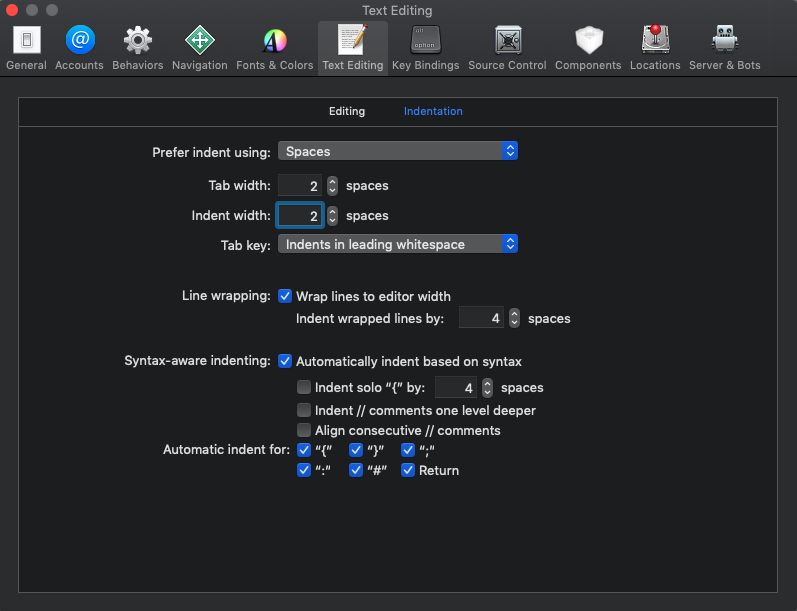 Text Editing
General Accounts Behaviors Navigation Fonts & Colors Text Editing Key Bindings Source Control Components Locations Server & Bots
Editing Indentation
Prefer indent using: Spaces
Tab width: 2 spaces
Indent width: 2 spaces
Tab key: Indents in leading whitespace
Line wrapping: Wrap lines to editor width
Indent wrapped lines by: 4 spaces
Syntax-aware indenting: Automatically indent based on syntax
Indent solo “{” by: 4 spaces
Indent // comments one level deeper
Align consecutive // comments
Automatic indent for: “{” “}” “;”
“:” “#” Return